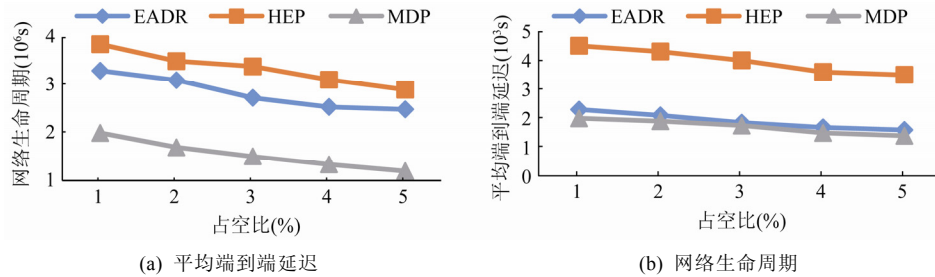 EADR HEP MDP
网络生命周期(10⁶s)
4
3
2
1
1 2 3 4 5
占空比(%)
(a) 平均端到端延迟
EADR HEP MDP
平均端到端延迟(10³s)
5
4
3
2
1
0
1 2 3 4 5
占空比(%)
(b) 网络生命周期